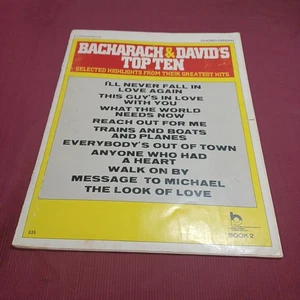 BACHARACH & DAVID'S
TOP TEN
SELECTED HIGHLIGHTS FROM THEIR GREATEST HITS
I'LL NEVER FALL IN
LOVE AGAIN
THIS GUY'S IN LOVE
WITH YOU
WHAT THE WORLD
NEEDS NOW
REACH OUT FOR ME
TRAINS AND BOATS
AND PLANES
EVERYBODY'S OUT OF TOWN
ANYONE WHO HAD
A HEART
WALK ON BY
MESSAGE TO MICHAEL
THE LOOK OF LOVE
BOOK 2